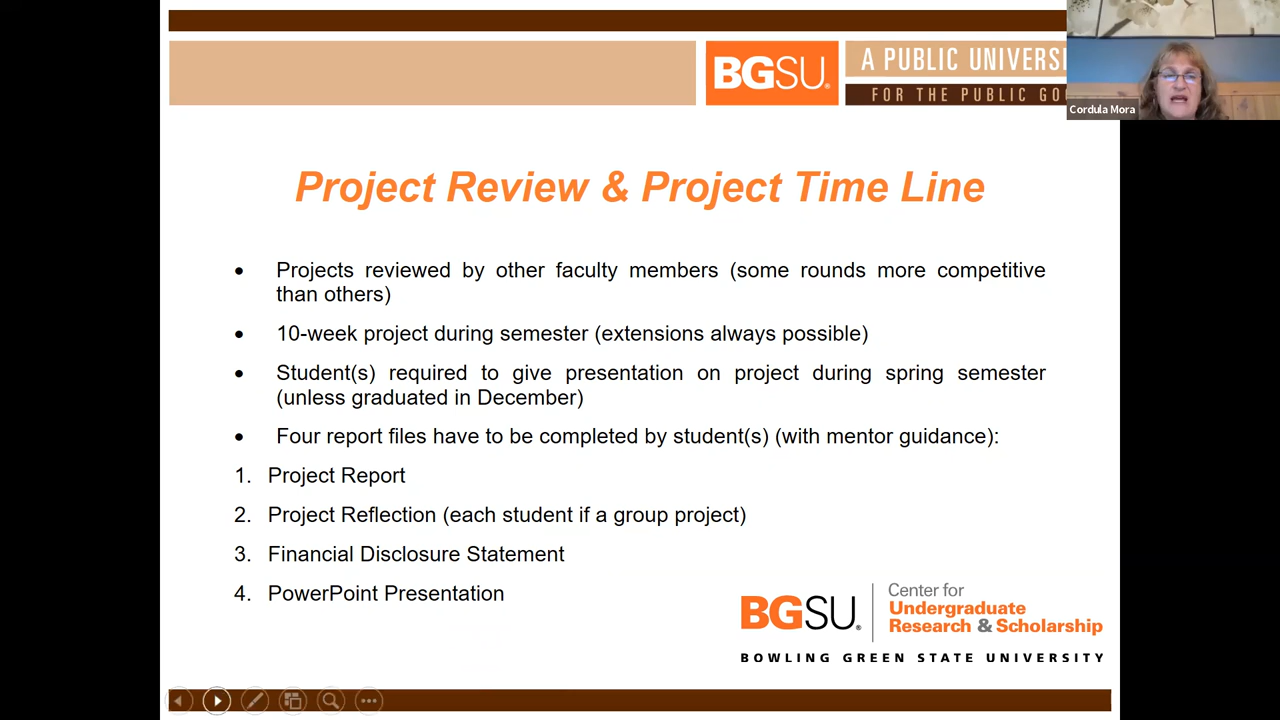 BGSU®
A PUBLIC UNIVERSI
FOR THE PUBLIC GO
Cordula Mora
Project Review & Project Time Line
• Projects reviewed by other faculty members (some rounds more competitive
than others)
• 10-week project during semester (extensions always possible)
• Student(s) required to give presentation on project during spring semester
(unless graduated in December)
• Four report files have to be completed by student(s) (with mentor guidance):
1. Project Report
2. Project Reflection (each student if a group project)
3. Financial Disclosure Statement
4. PowerPoint Presentation
BGSU®
Center for
Undergraduate
Research & Scholarship
BOWLING GREEN STATE UNIVERSITY